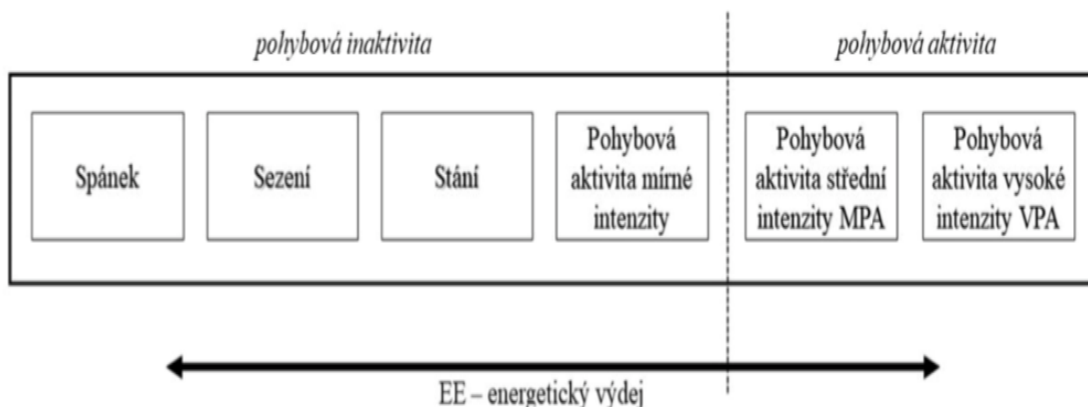 pohybová inaktivita
pohybová aktivita
Spánek
Sezení
Stání
Pohybová
aktivita mírné
intenzity
Pohybová
aktivita střední
intenzity MPA
Pohybová
aktivita vysoké
intenzity VPA
EE – energetický výdej